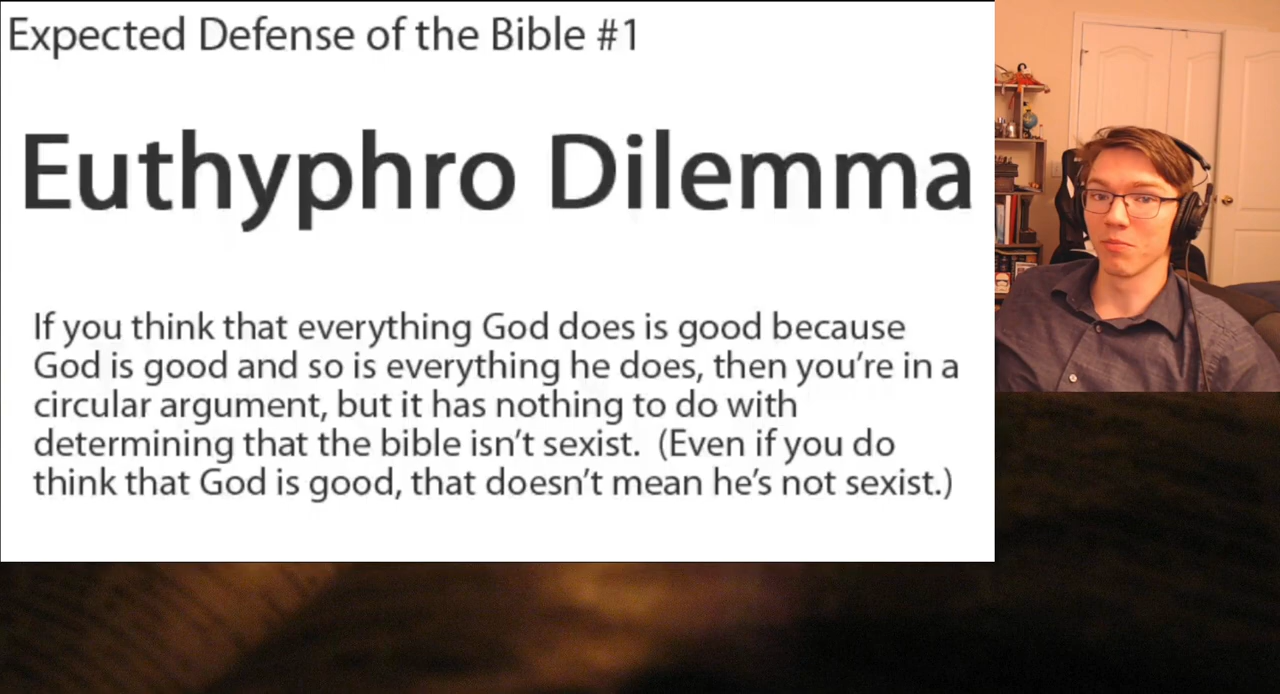 Expected Defense of the Bible #1
Euthyphro Dilemma
If you think that everything God does is good because
God is good and so is everything he does, then you're in a
circular argument, but it has nothing to do with
determining that the bible isn't sexist.  (Even if you do
think that God is good, that doesn't mean he's not sexist.)